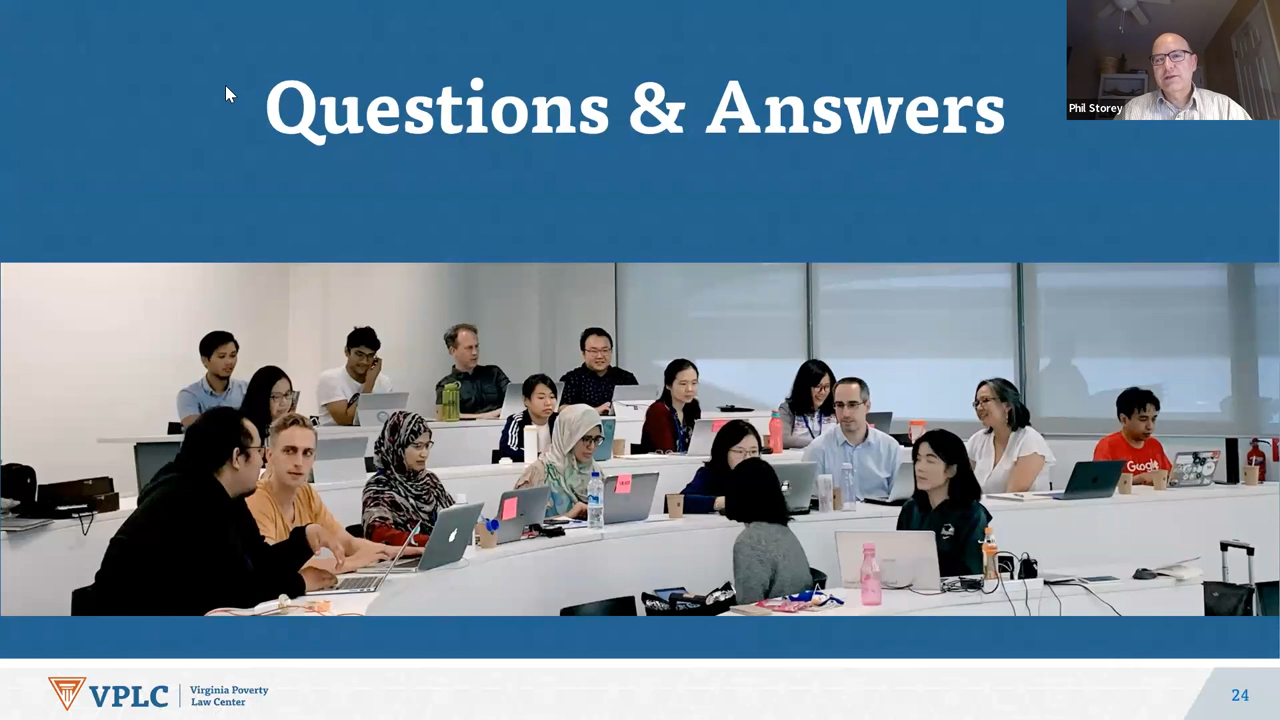 Questions & Answers
Phil Storey
Google
VPLC
Virginia Poverty
Law Center
24